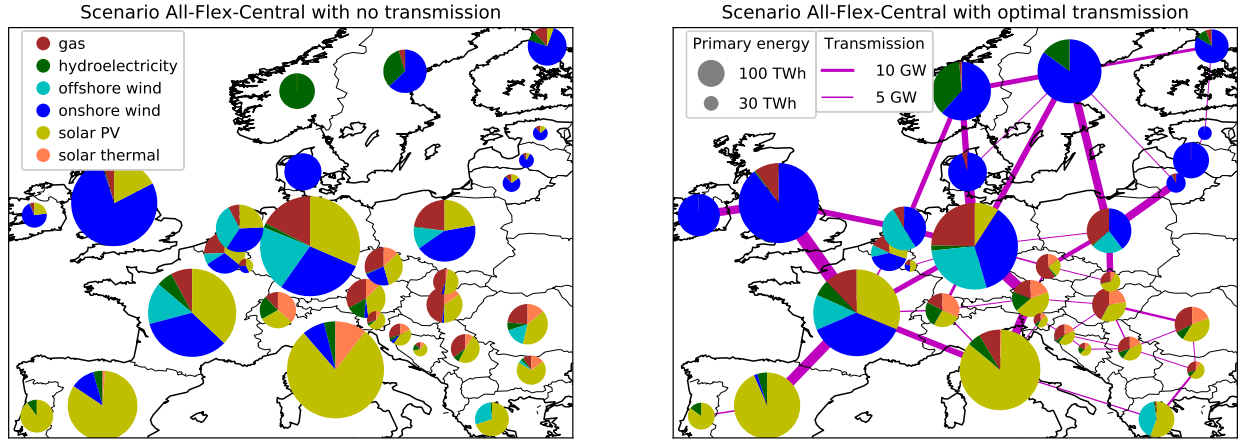 Scenario All-Flex-Central with no transmission
gas
hydroelectricity
offshore wind
onshore wind
solar PV
solar thermal
Scenario All-Flex-Central with optimal transmission
Primary energy
100 TWh
30 TWh
Transmission
10 GW
5 GW